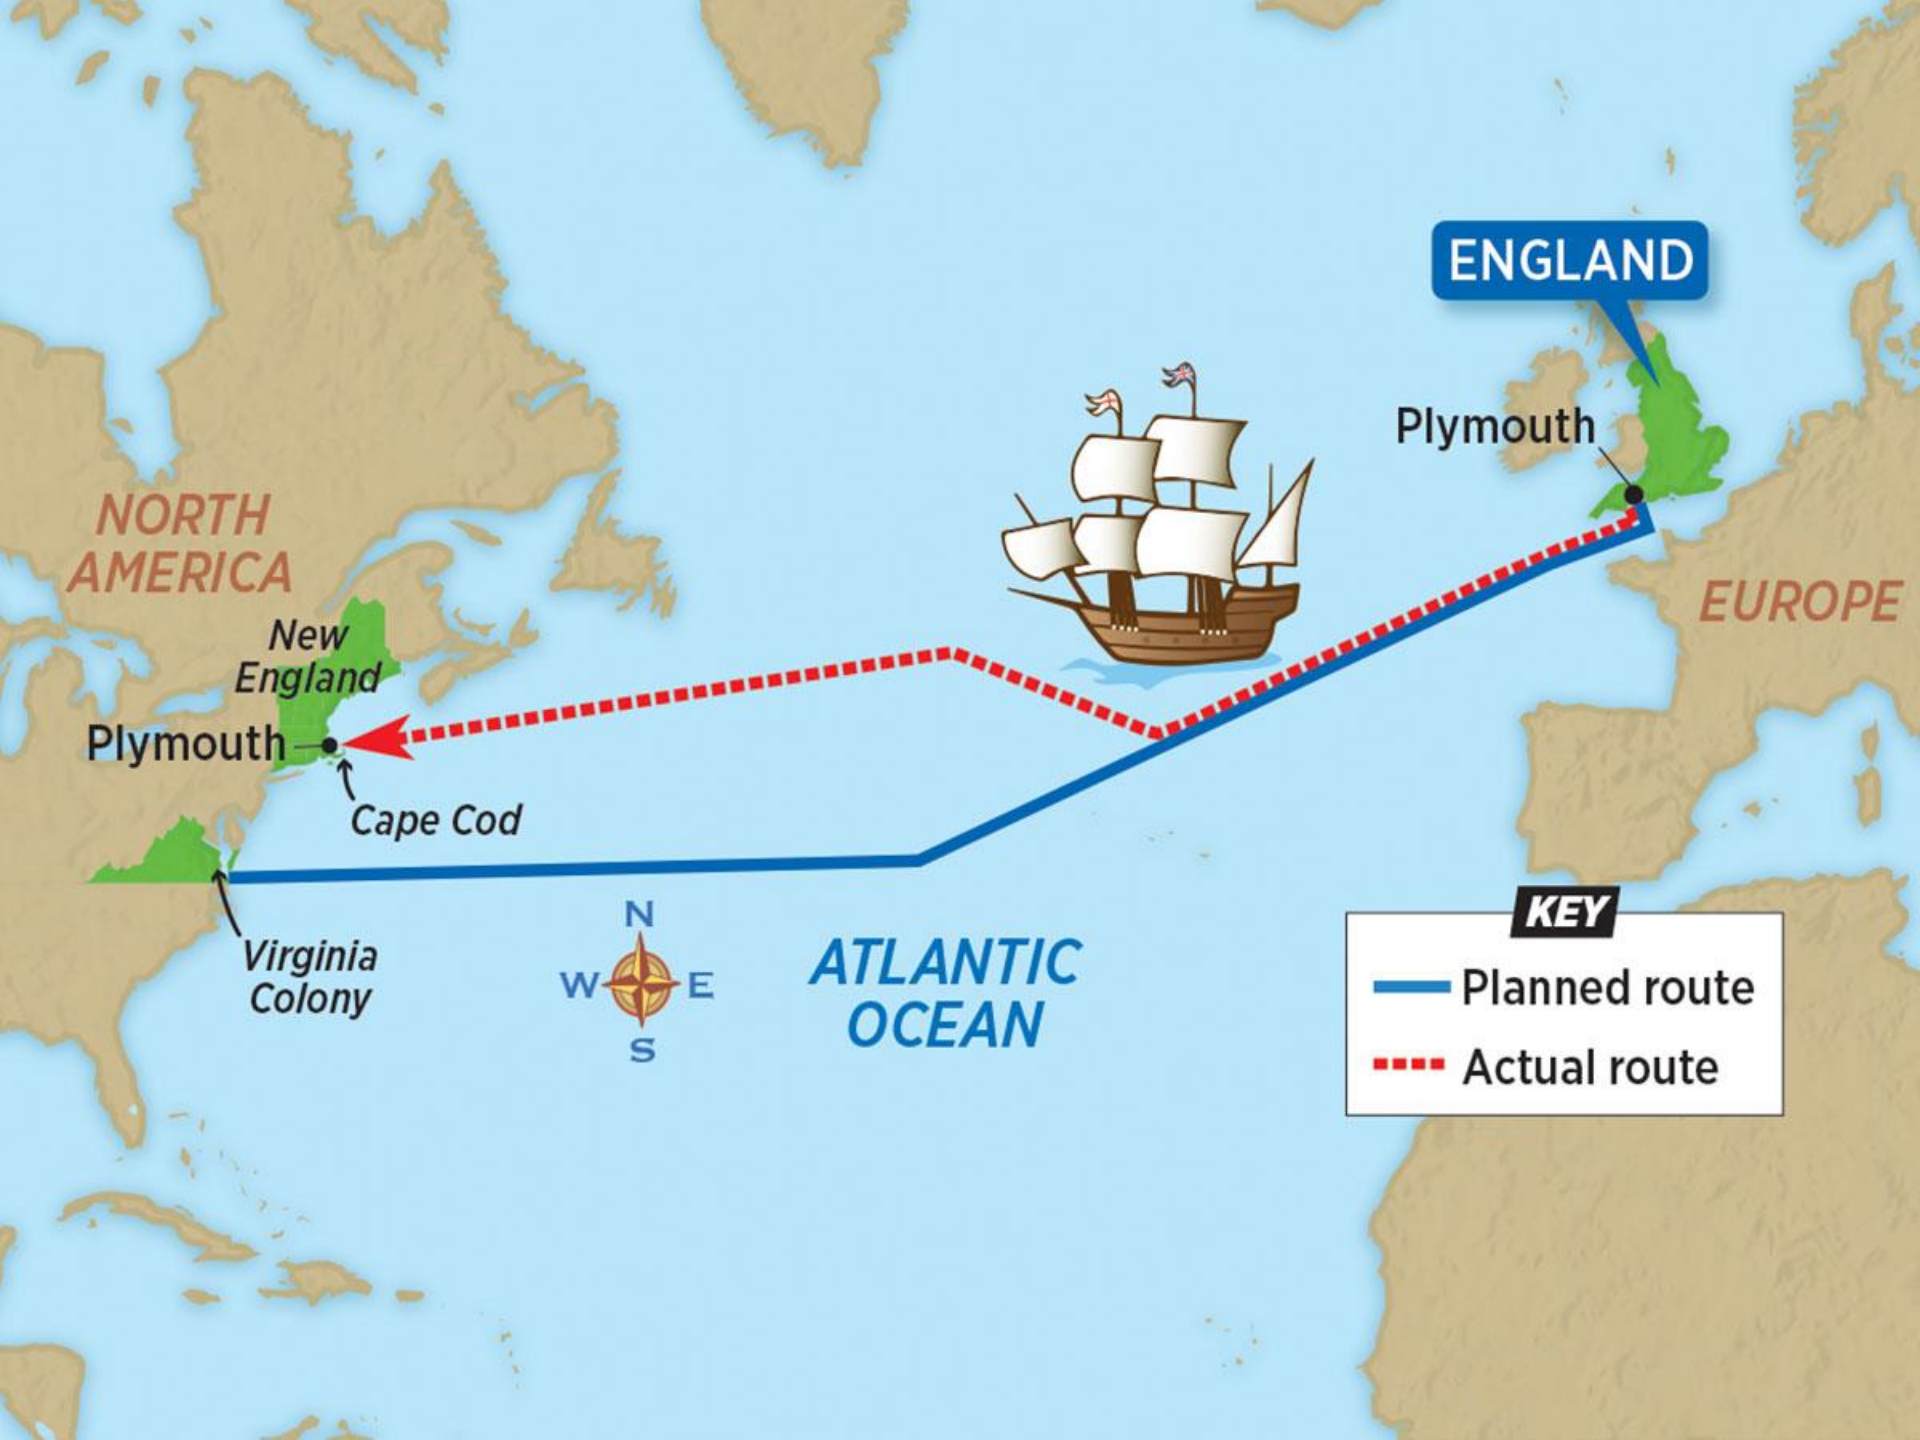 ENGLAND
Plymouth
NORTH
AMERICA
EUROPE
New
England
Plymouth
Cape Cod
Virginia
Colony
N
W
E
S
ATLANTIC
OCEAN
KEY
Planned route
Actual route